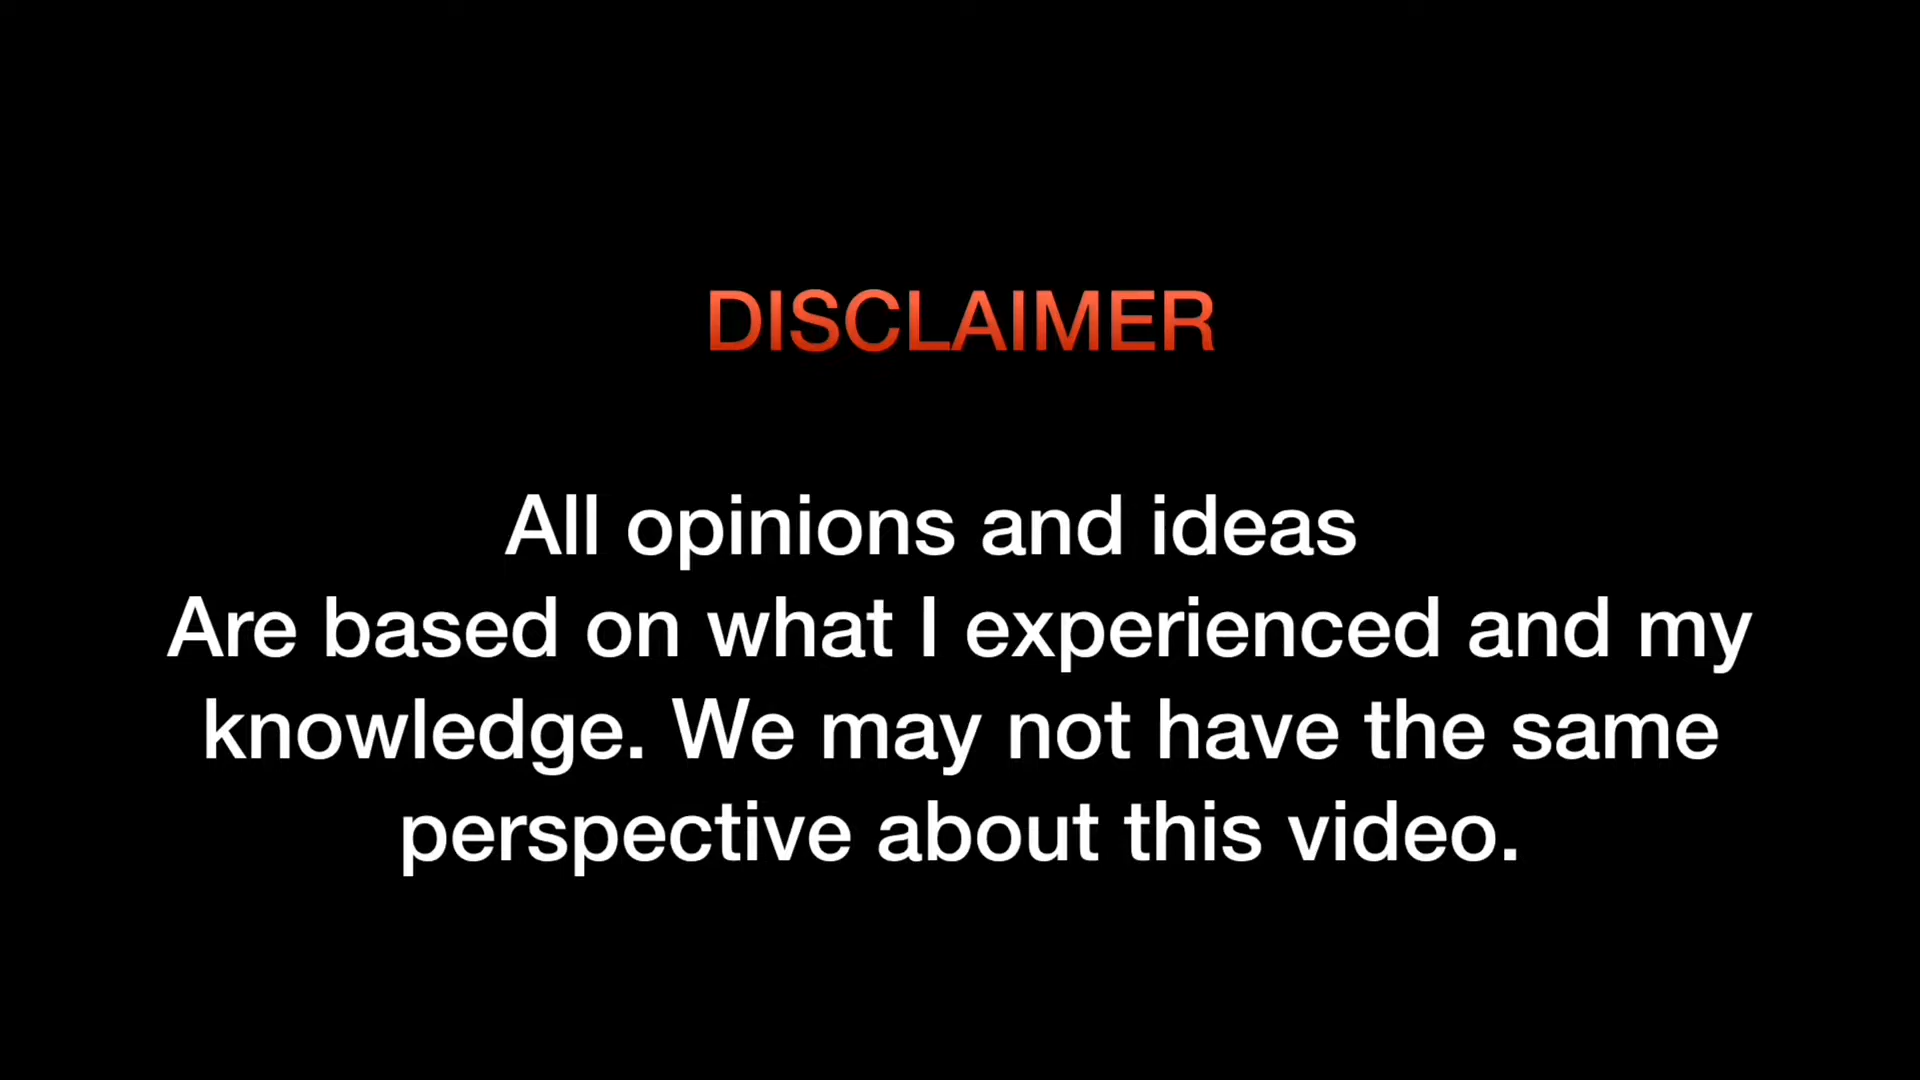 DISCLAIMER
All opinions and ideas
Are based on what I experienced and my
knowledge. We may not have the same
perspective about this video.